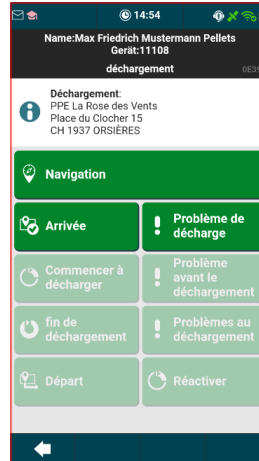 14:54
Name:Max Friedrich Mustermann Pellets
Gerät:11108
déchargement
0E39
Déchargement:
PPE La Rose des Vents
Place du Clocher 15
CH 1937 ORSIÈRES
Navigation
Arrivée
Problème de
décharge
Commencer à
décharger
Problème
avant le
déchargement
fin de
déchargement
Problèmes au
déchargement
Départ
Réactiver